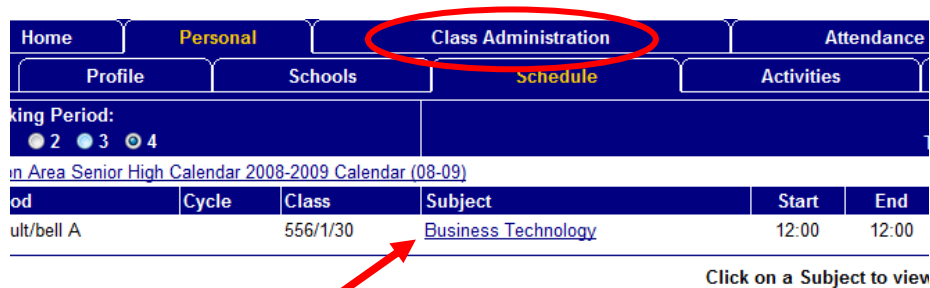 Home Personal Class Administration Attendance
Profile Schools Schedule Activities
king Period:
2 3 4
on Area Senior High Calendar 2008-2009 Calendar (08-09)
od Cycle Class Subject Start End
ult/bell A 556/1/30 Business Technology 12:00 12:00
Click on a Subject to view